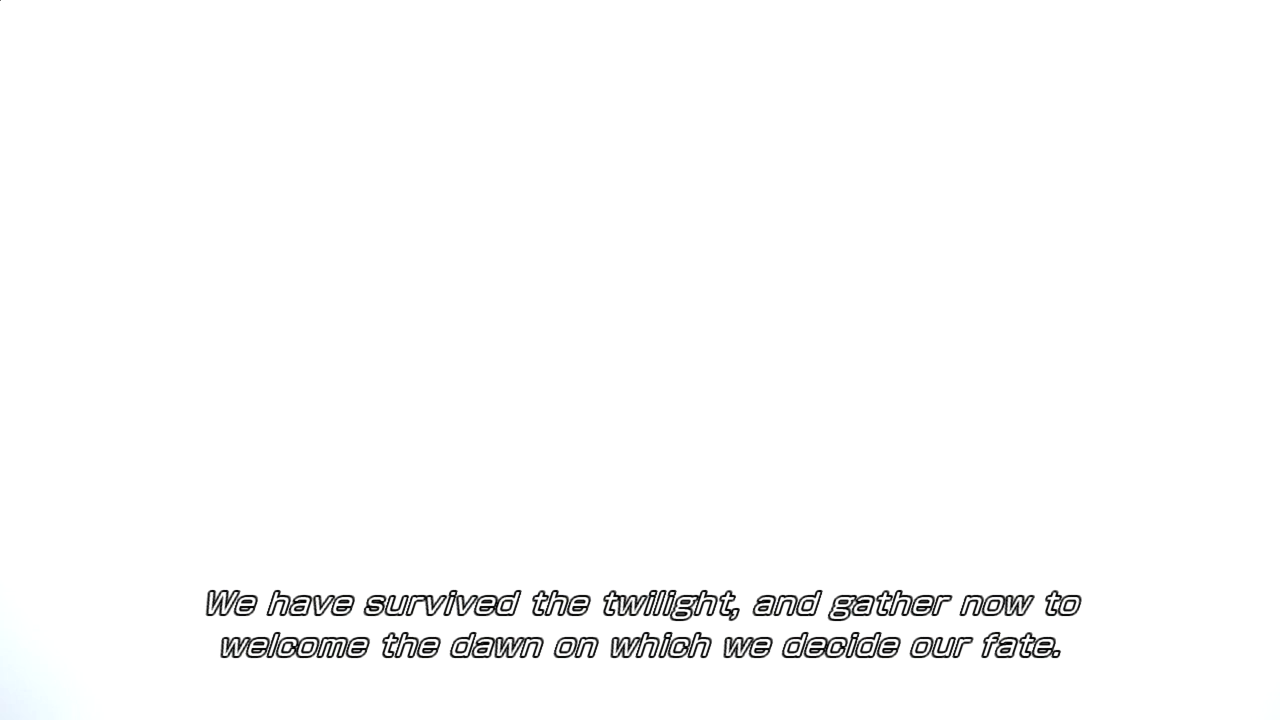 We have survived the twilight, and gather now to
welcome the dawn on which we decide our fate.